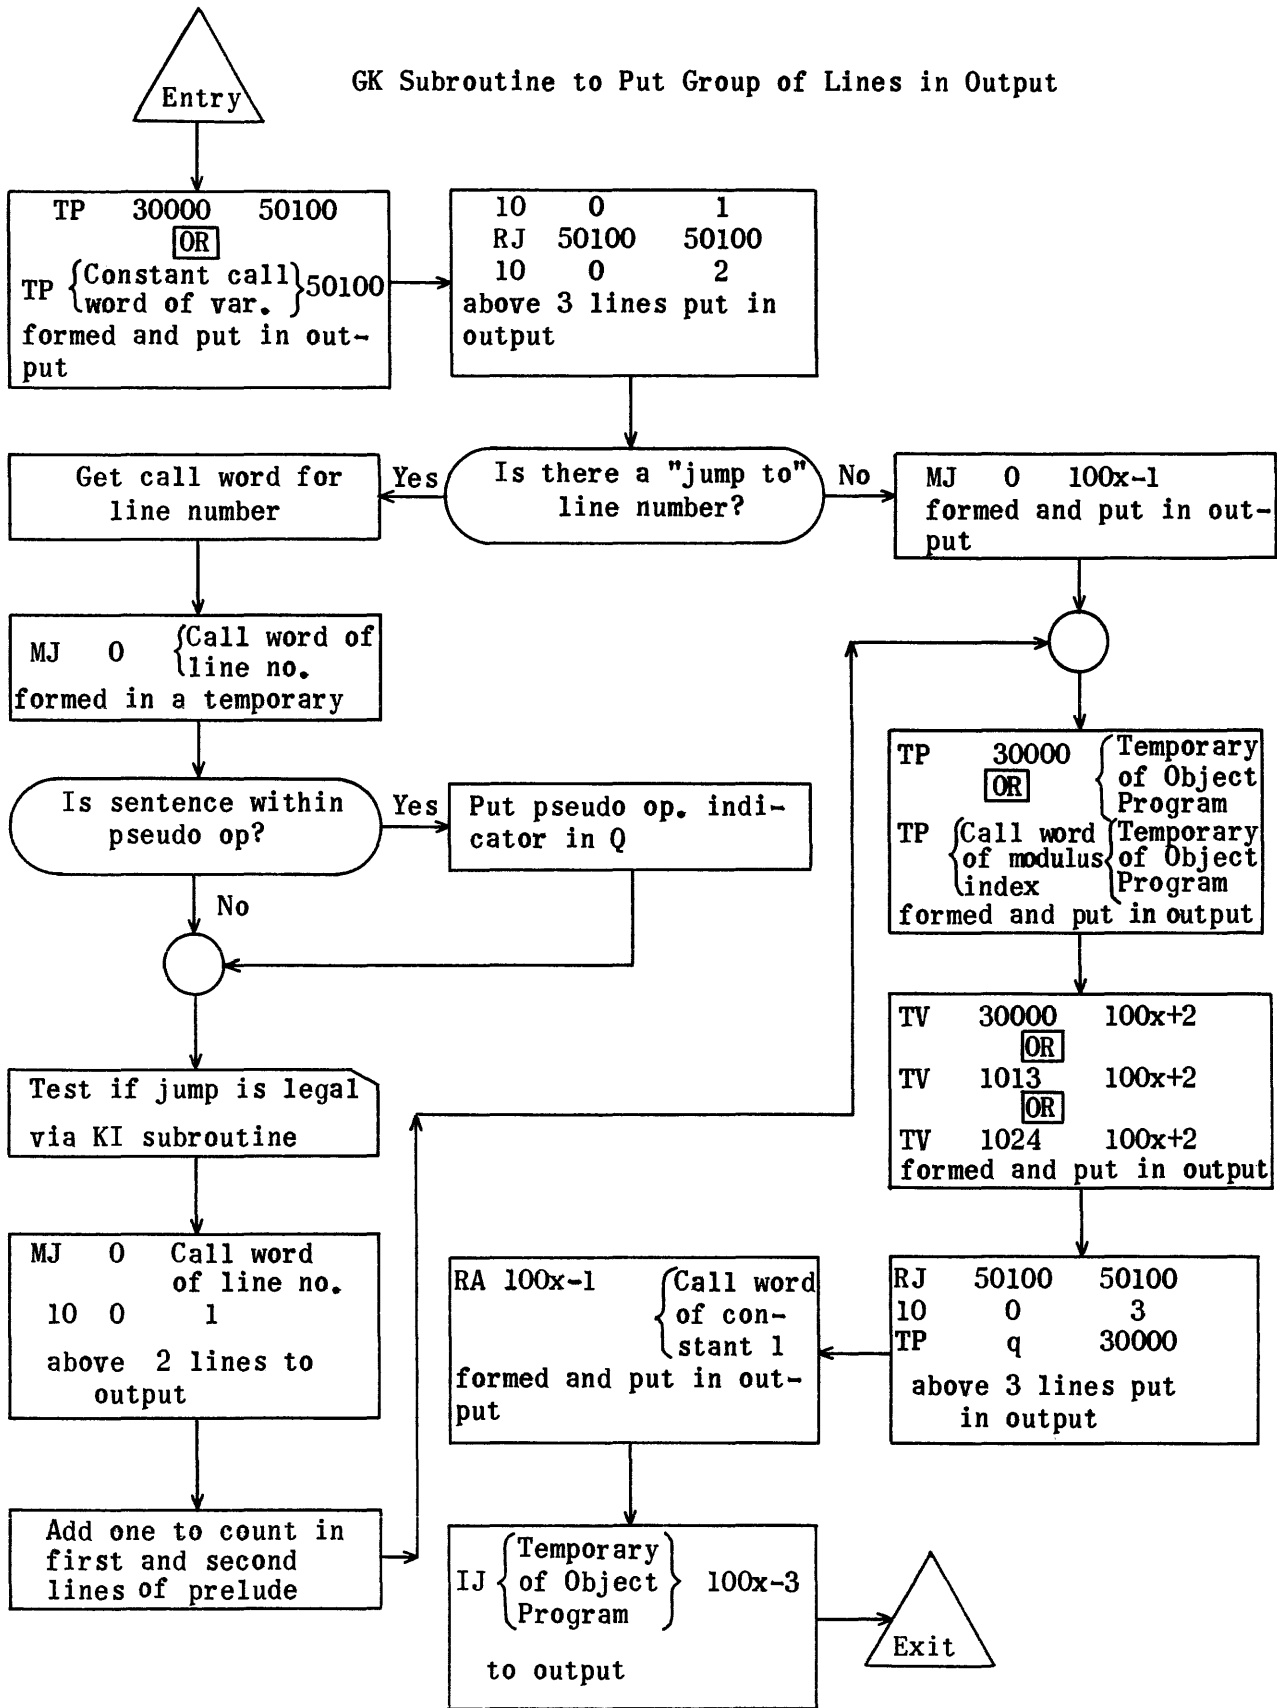 GK Subroutine to Put Group of Lines in Output
Entry
TP 30000 50100
OR
TP {Constant call word of var.} 50100
formed and put in out-
put
10 0 1
RJ 50100 50100
10 0 2
above 3 lines put in
output
Is there a "jump to"
line number?
Yes
No
Get call word for
line number
MJ 0 100x-1
formed and put in out-
put
MJ 0 {Call word of
line no.
formed in a temporary
Is sentence within
pseudo op?
Yes
No
Put pseudo op. indi-
cator in Q
Test if jump is legal
via KI subroutine
MJ 0 Call word
of line no.
10 0 1
above 2 lines to
output
Add one to count in
first and second
lines of prelude
TP 30000 {Temporary
of Object
Program
OR
TP {Call word of modulus index {Temporary of Object Program
formed and put in output
TV 30000 100x+2
OR
TV 1013 100x+2
OR
TV 1024 100x+2
formed and put in output
RJ 50100 50100
10 0 3
TP q 30000
above 3 lines put
in output
RA 100x-1 {Call word
of con-
stant 1
formed and put in out-
put
IJ {Temporary of Object Program} 100x-3
to output
Exit